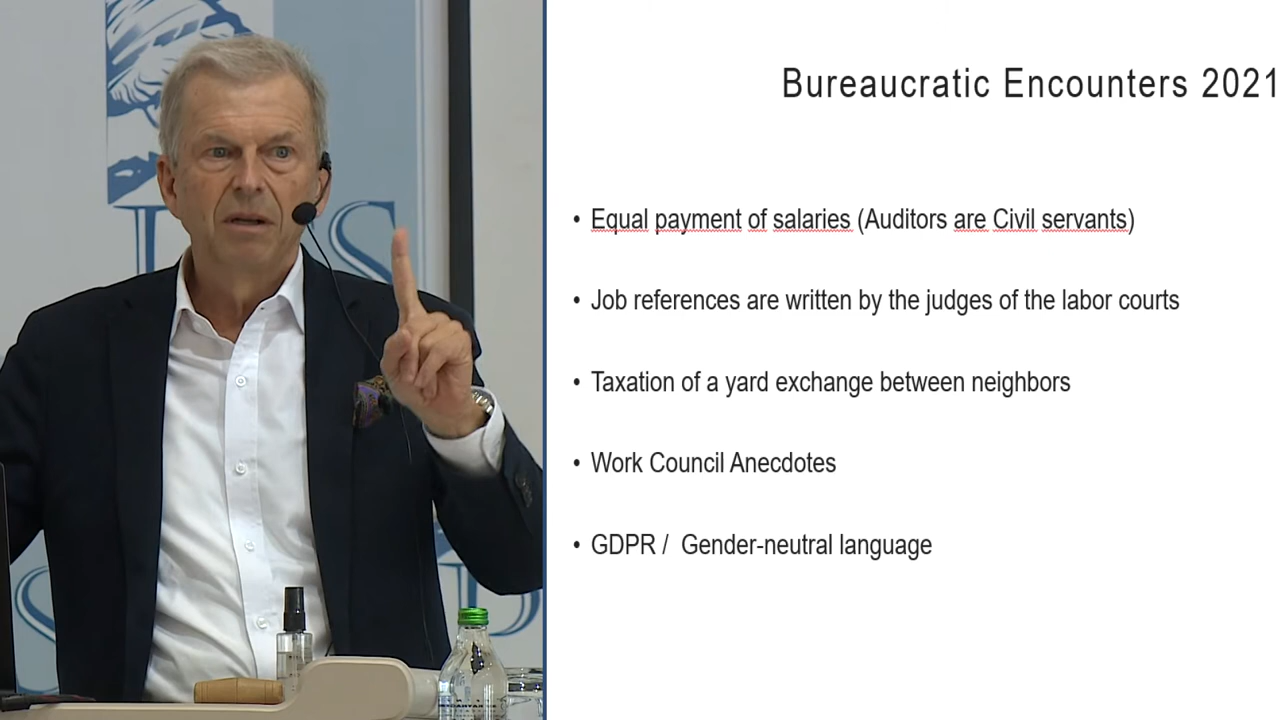 Bureaucratic Encounters 2021
• Equal payment of salaries (Auditors are Civil servants)
• Job references are written by the judges of the labor courts
• Taxation of a yard exchange between neighbors
• Work Council Anecdotes
• GDPR / Gender-neutral language